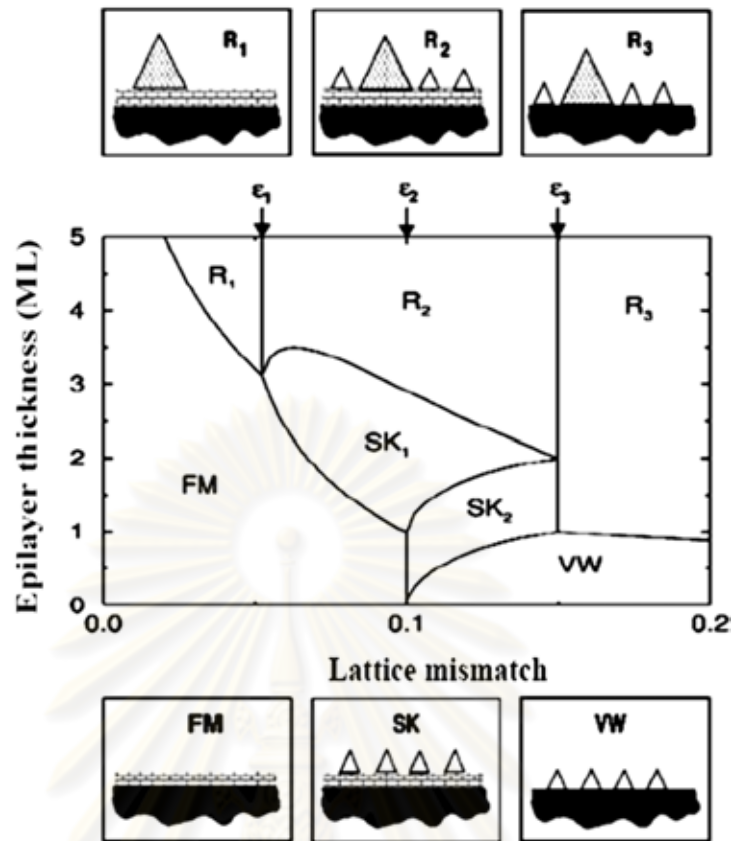 R₁ R₂ R₃
ε₁ ε₂ ε₃
Epilayer thickness (ML)
5
4
3
2
1
0
R₁
R₂
R₃
SK₁
FM
SK₂
VW
0.0 0.1 0.2
Lattice mismatch
FM SK VW